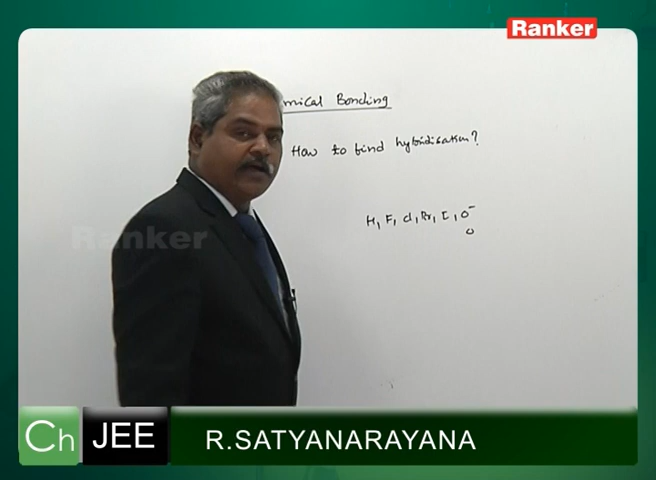 Ranker
mical Bonding
How to find hybridisation?
H, F, Cl, Br, I, O⁻
O
Ranker
Ch JEE R.SATYANARAYANA